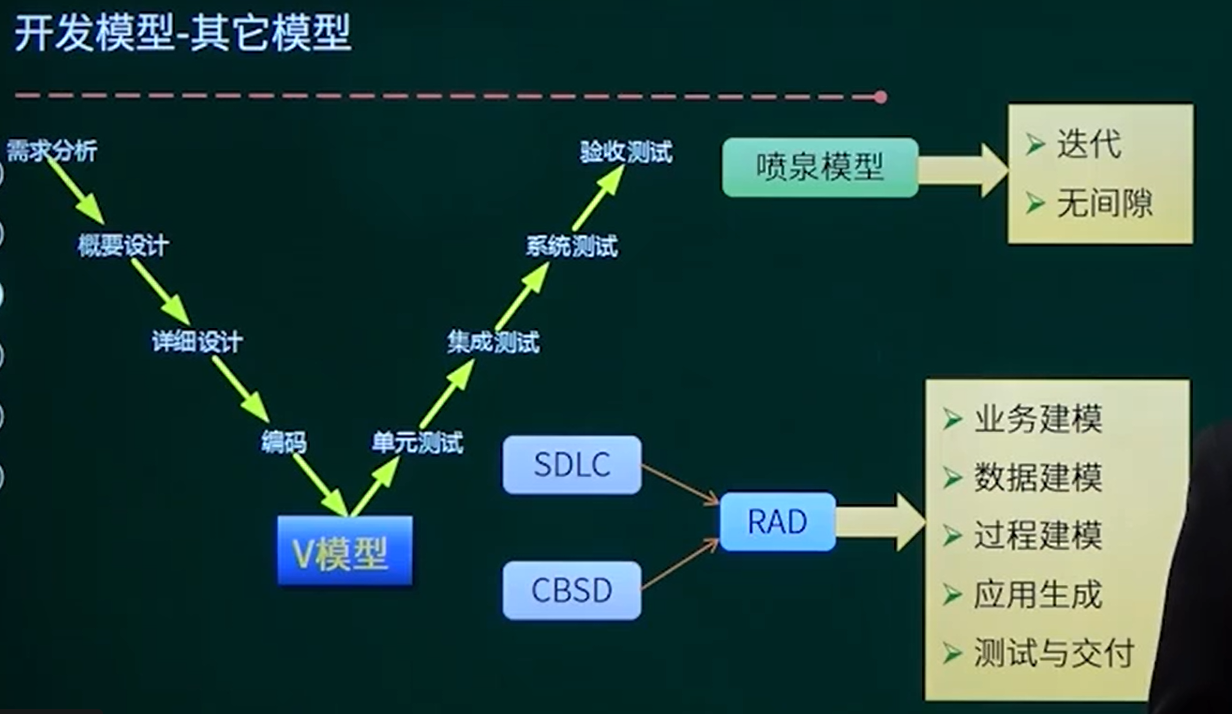 开发模型-其它模型
需求分析
概要设计
详细设计
编码
单元测试
集成测试
系统测试
验收测试
V模型
喷泉模型
迭代
无间隙
SDLC
CBSD
RAD
业务建模
数据建模
过程建模
应用生成
测试与交付